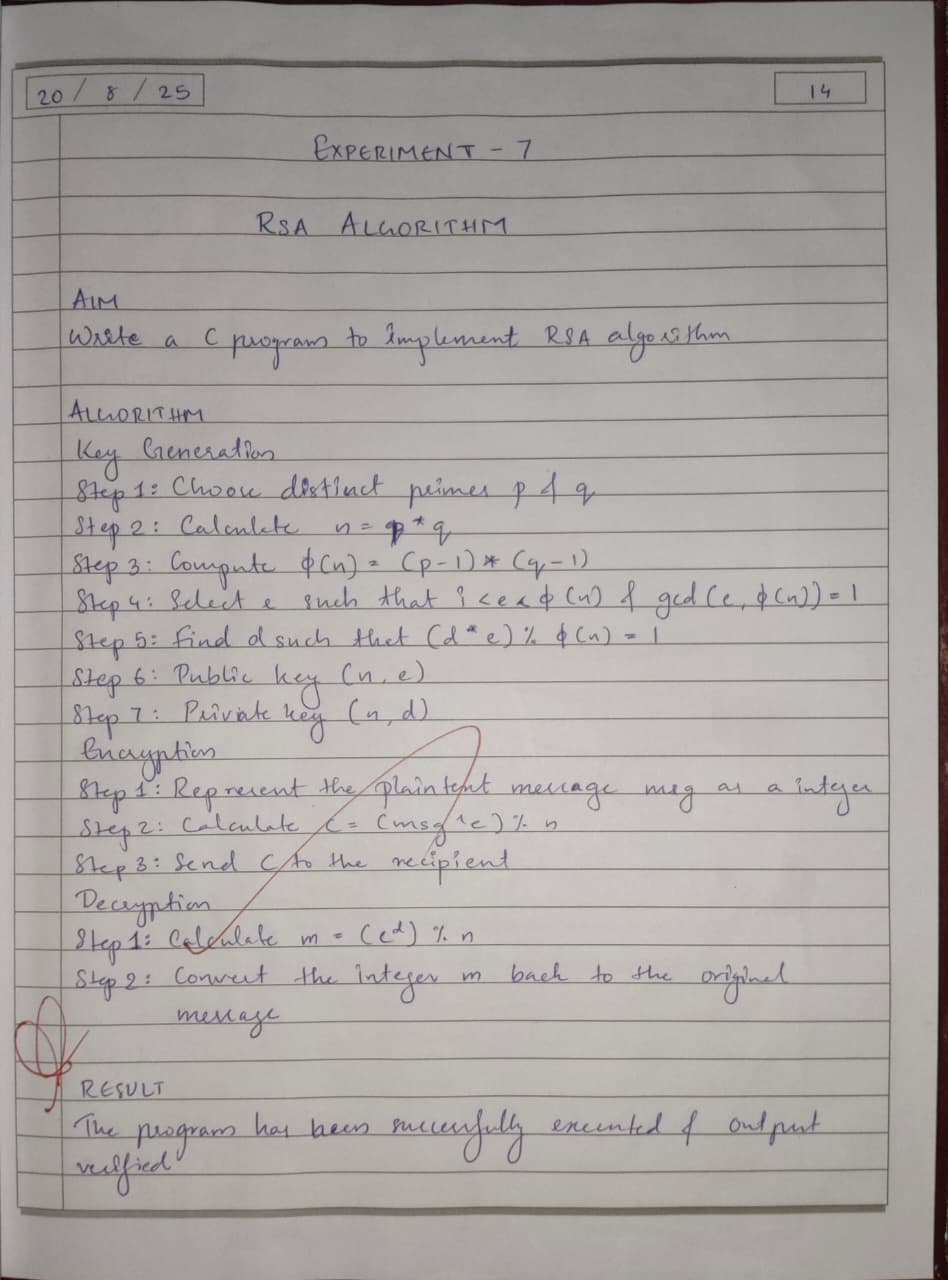 20 / 8 / 25
14
EXPERIMENT - 7
RSA ALGORITHM
AIM
Write a C program to implement RSA algorithm
ALGORITHM
Key Generation
Step 1: Choose distinct primes p & q
Step 2: Calculate n = p * q
Step 3: Compute ϕ(n) = (p-1) * (q-1)
Step 4: Select e such that 1 < e < ϕ(n) & gcd (e, ϕ(n)) = 1
Step 5: Find d such that (d * e) % ϕ(n) = 1
Step 6: Public key (n, e)
Step 7: Private key (n, d)
Encryption
Step 1: Represent the plaintext message msg as a integer
Step 2: Calculate C = (msg ^ e) % n
Step 3: Send C to the recipient
Decryption
Step 1: Calculate m = (c^d) % n
Step 2: Convert the integer m back to the original
message
RESULT
The program has been successfully executed & output
verified